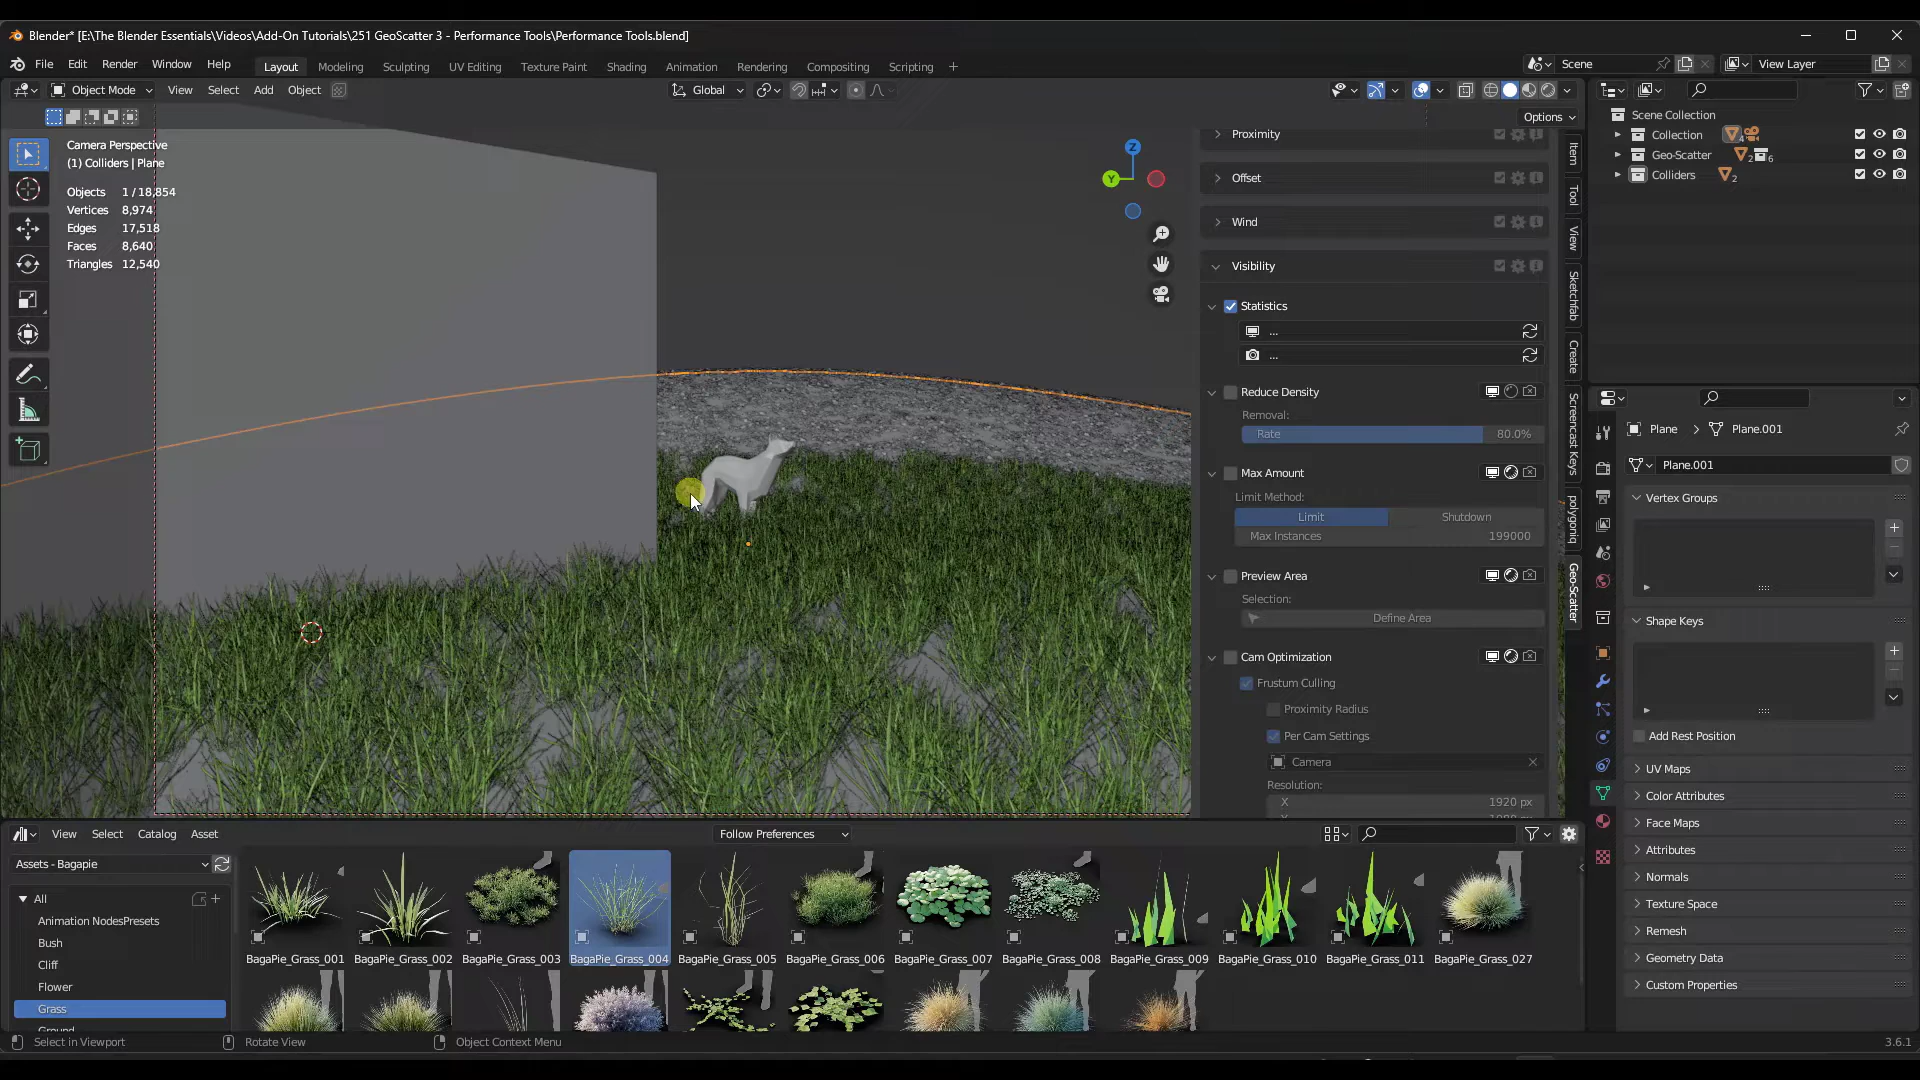 Blender* [E:\The Blender Essentials\Videos\Add-On Tutorials\251 GeoScatter 3 - Performance Tools\Performance Tools.blend]
File Edit Render Window Help Layout Modeling Sculpting UV Editing Texture Paint Shading Animation Rendering Compositing Scripting + Scene View Layer
Object Mode View Select Add Object Global
Options
Camera Perspective
(1) Colliders | Plane
Objects 1 / 18,854
Vertices 8,974
Edges 17,518
Faces 8,640
Triangles 12,540
Z
Y
Proximity
Offset
Wind
Visibility
Statistics
...
...
Reduce Density
Removal:
Rate 80.0%
Max Amount
Limit Method:
Limit Shutdown
Max Instances 199000
Preview Area
Selection:
Define Area
Cam Optimization
Frustum Culling
Proximity Radius
Per Cam Settings
Camera
Resolution:
X 1920 px
Item
Tool
View
Sketchfab
Create
Screencast Keys
polygoniq
Geo-Scatter
Scene Collection
Collection 4
Geo-Scatter 2 6
Colliders 2
Plane > Plane.001
Plane.001
Vertex Groups
Shape Keys
Add Rest Position
UV Maps
Color Attributes
Face Maps
Attributes
Normals
Texture Space
Remesh
Geometry Data
Custom Properties
View Select Catalog Asset Follow Preferences
Assets - Bagapie
All
Animation NodesPresets
Bush
Cliff
Flower
Grass
Ground
BagaPie_Grass_001 BagaPie_Grass_002 BagaPie_Grass_003 BagaPie_Grass_004 BagaPie_Grass_005 BagaPie_Grass_006 BagaPie_Grass_007 BagaPie_Grass_008 BagaPie_Grass_009 BagaPie_Grass_010 BagaPie_Grass_011 BagaPie_Grass_027
Select in Viewport Rotate View Object Context Menu 3.6.1